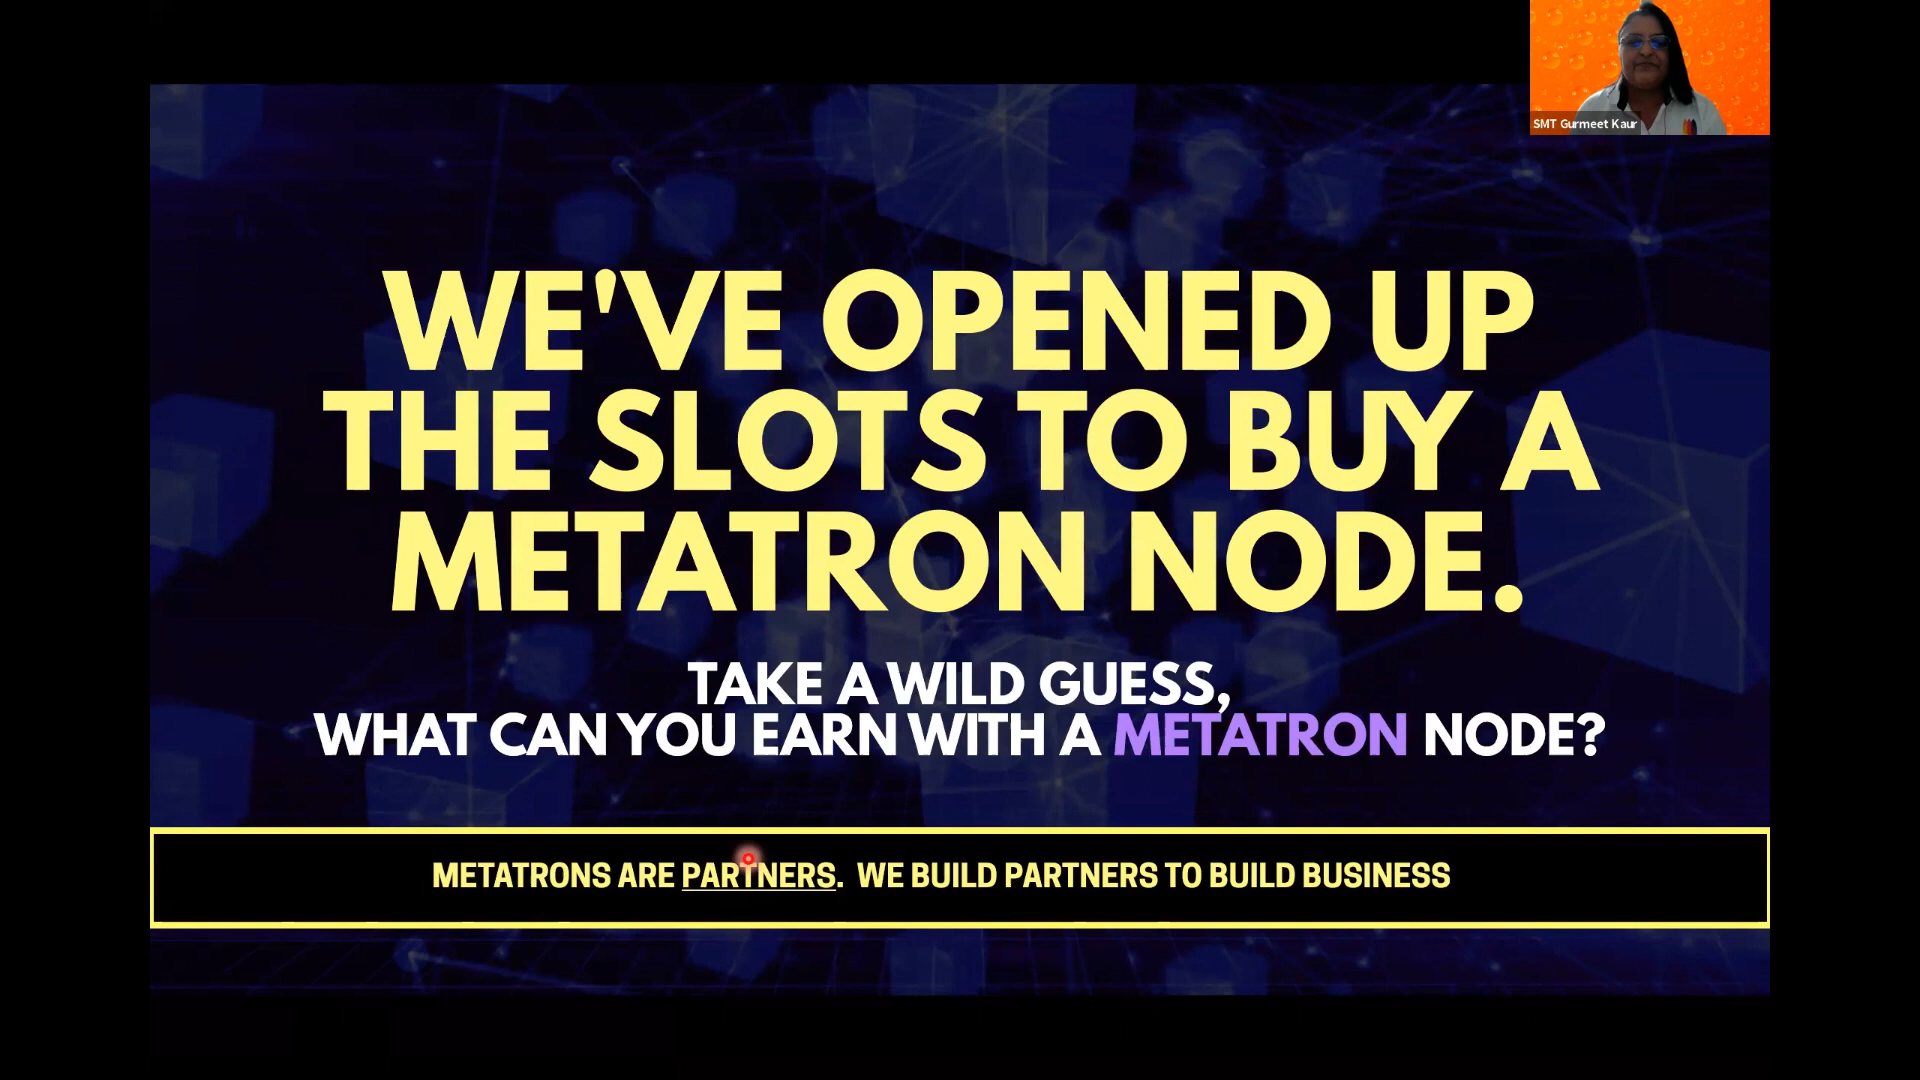 SMT Gurmeet Kaur
WE'VE OPENED UP
THE SLOTS TO BUY A
METATRON NODE.
TAKE A WILD GUESS,
WHAT CAN YOU EARN WITH A METATRON NODE?
METATRONS ARE PARTNERS. WE BUILD PARTNERS TO BUILD BUSINESS